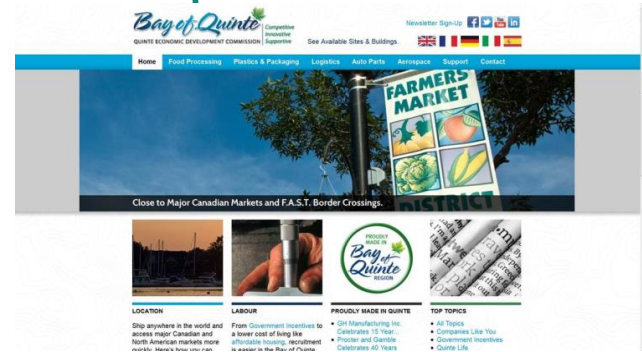 Bay of Quinte
Competitive
Innovative
Supportive
QUINTE ECONOMIC DEVELOPMENT COMMISSION
Newsletter Sign-Up
See Available Sites & Buildings.
Home Food Processing Plastics & Packaging Logistics Auto Parts Aerospace Support Contact
FARMERS
MARKET
DISTRICT
Close to Major Canadian Markets and F.A.S.T. Border Crossings.
PROUDLY
MADE IN
Bay of
Quinte
REGION
LOCATION
Ship anywhere in the world and
access major Canadian and
North American markets more
quickly. Here's how you can
LABOUR
From Government Incentives to
a lower cost of living like
affordable housing, recruitment
is easier in the Bay of Quinte
PROUDLY MADE IN QUINTE
• GH Manufacturing Inc.
Celebrates 15 Year...
• Procter and Gamble
Celebrates 40 Years
TOP TOPICS
• All Topics
• Companies Like You
• Government Incentives
• Quinte Life